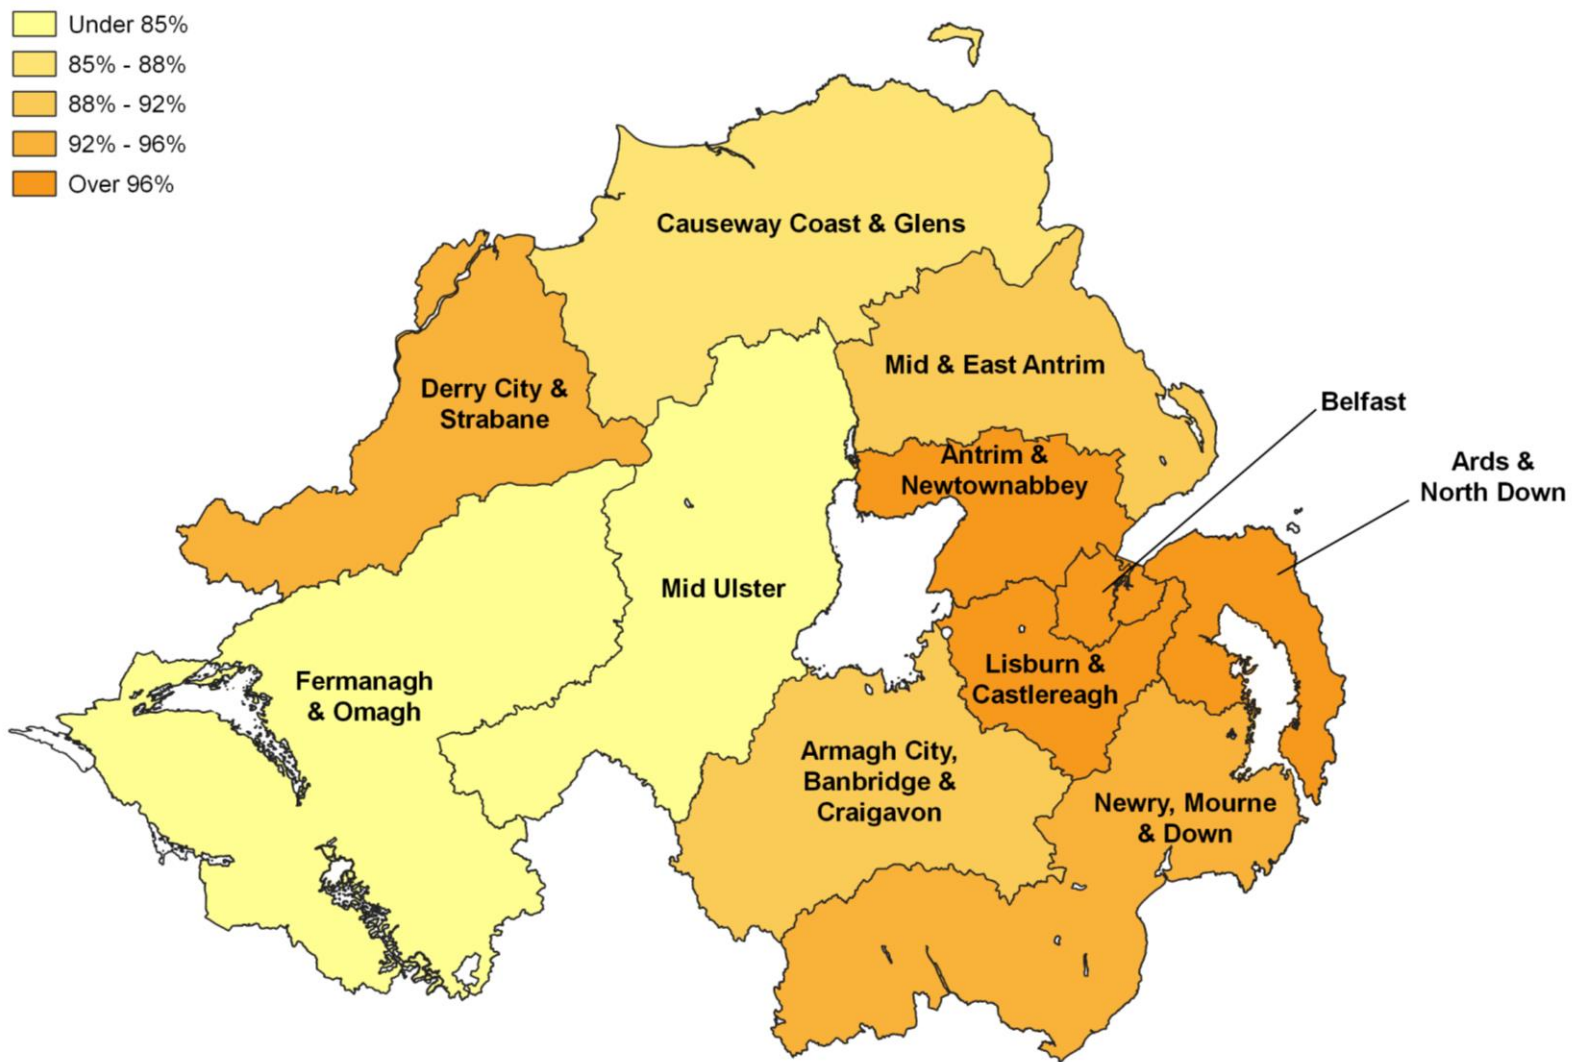 Under 85%
85% - 88%
88% - 92%
92% - 96%
Over 96%
Causeway Coast & Glens
Mid & East Antrim
Derry City &
Strabane
Belfast
Antrim &
Newtownabbey
Ards &
North Down
Mid Ulster
Fermanagh
& Omagh
Lisburn &
Castlereagh
Armagh City,
Banbridge &
Craigavon
Newry, Mourne
& Down